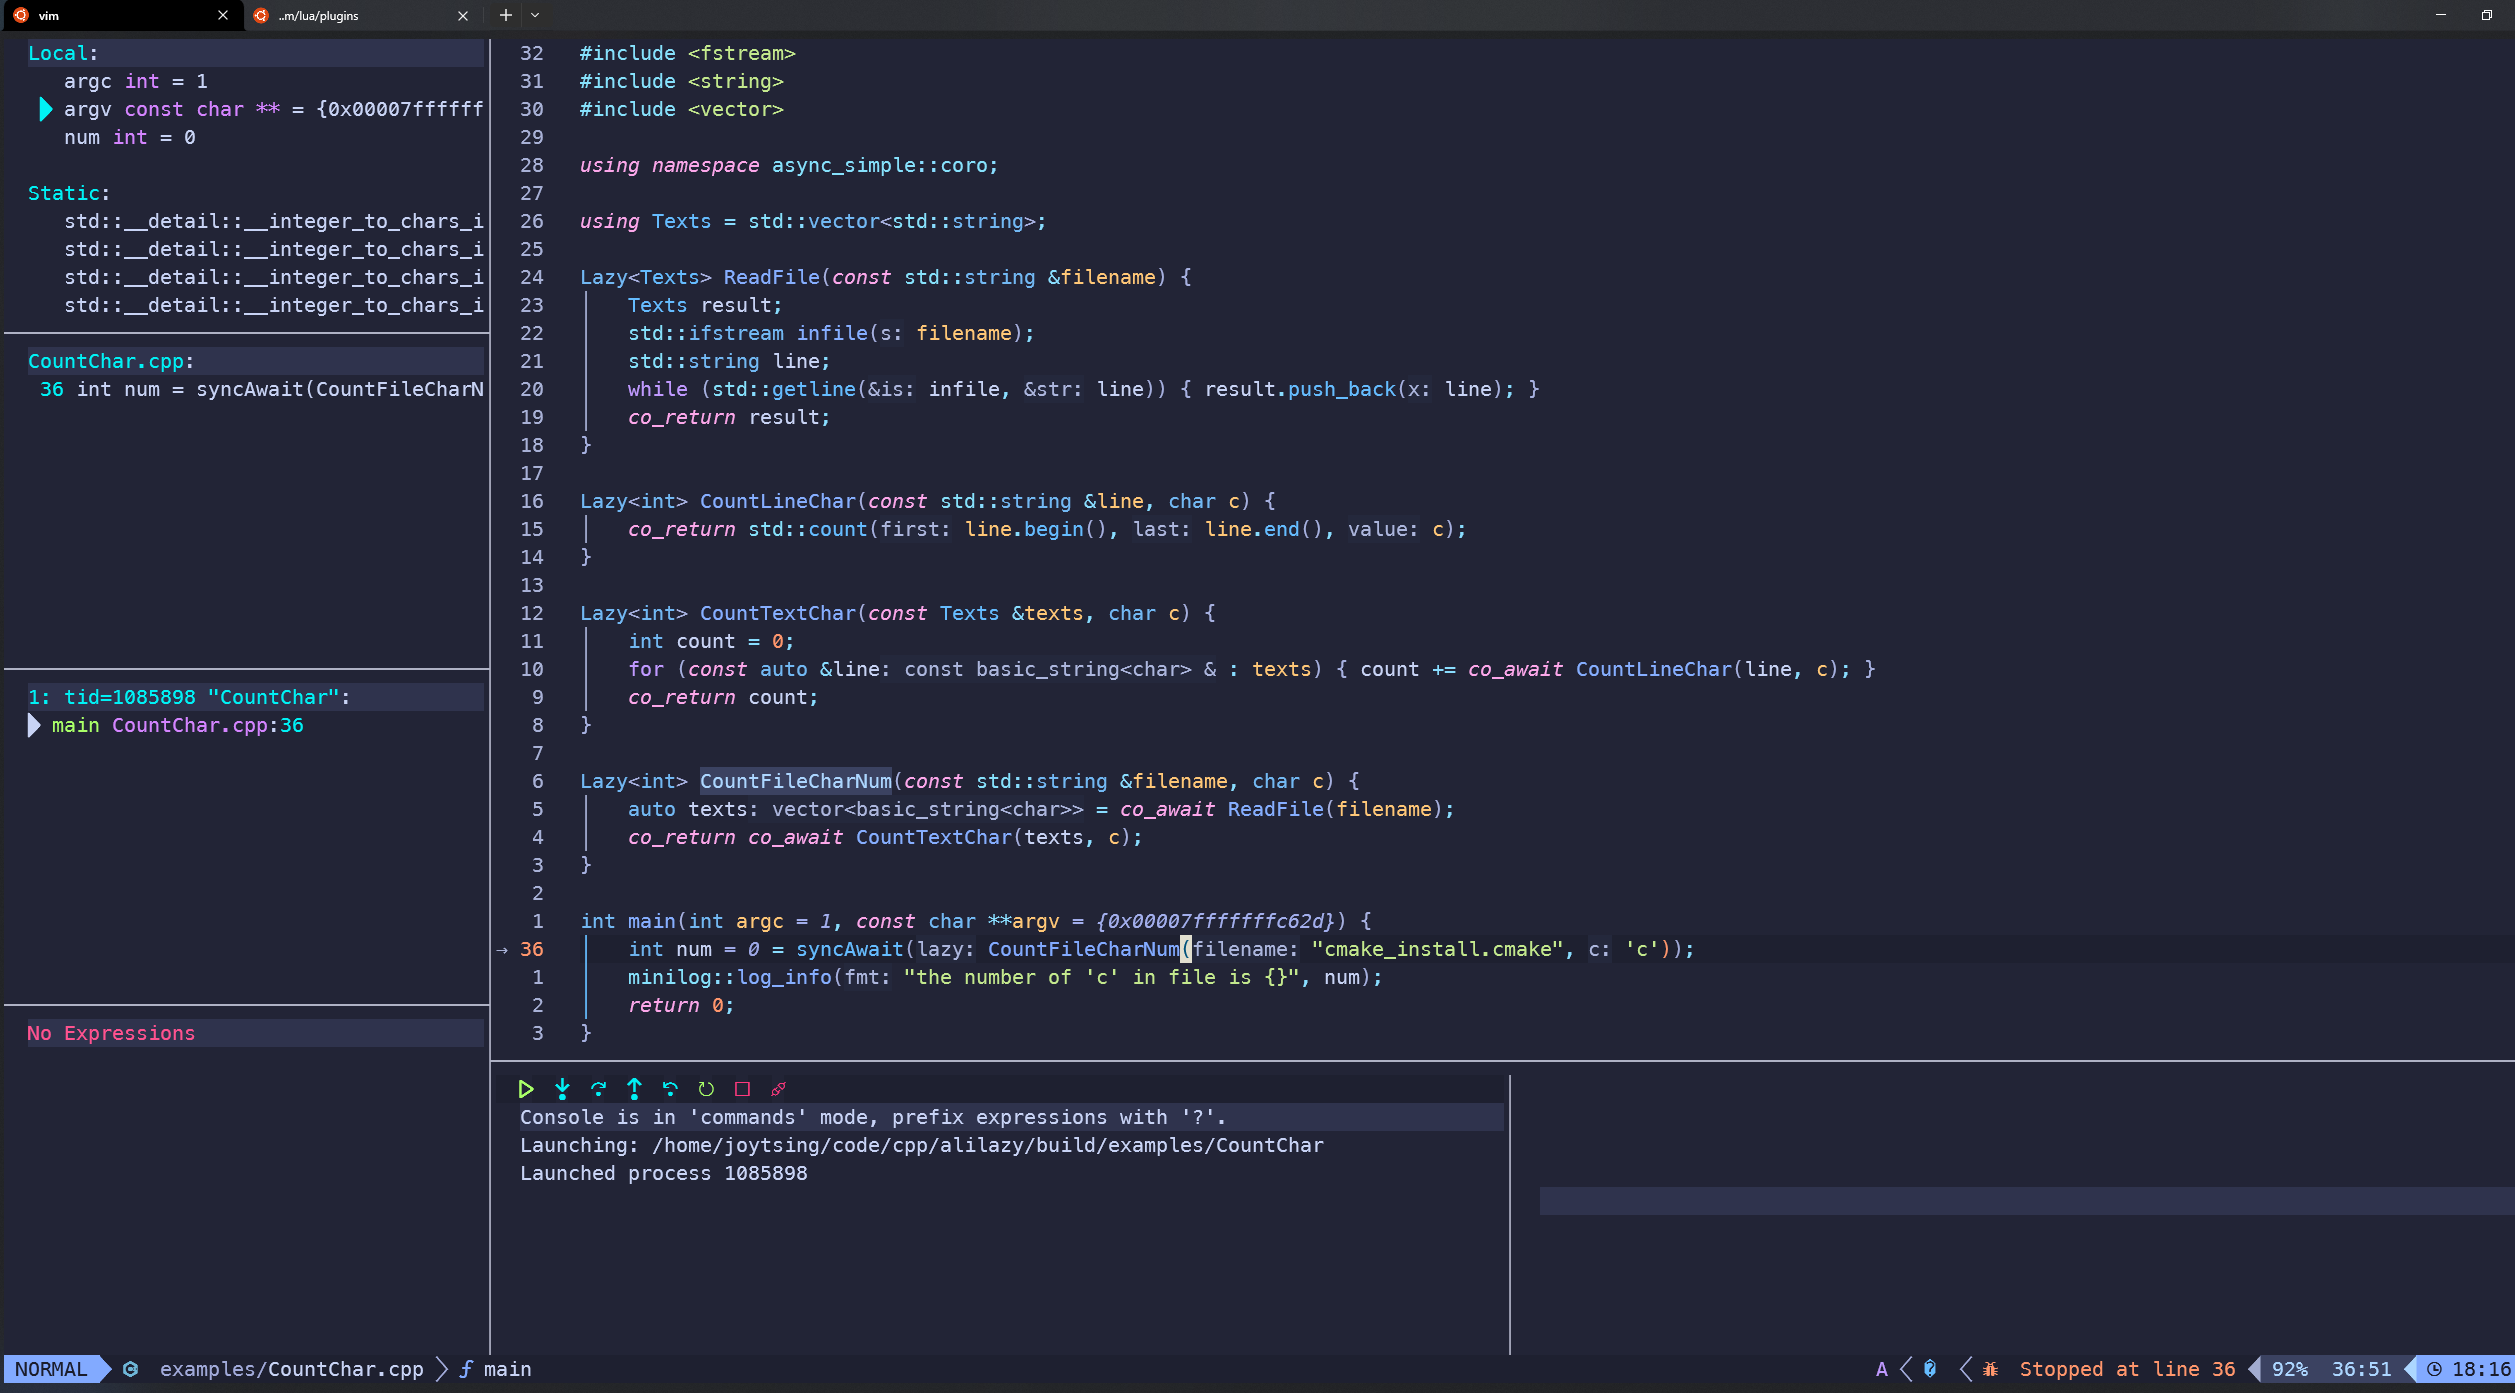 vim
..m/lua/plugins
Local:
argc int = 1
argv const char ** = {0x00007ffffff
num int = 0
Static:
std::__detail::__integer_to_chars_i
std::__detail::__integer_to_chars_i
std::__detail::__integer_to_chars_i
std::__detail::__integer_to_chars_i
CountChar.cpp:
36 int num = syncAwait(CountFileCharN
1: tid=1085898 "CountChar":
main CountChar.cpp:36
No Expressions
32 #include <fstream>
31 #include <string>
30 #include <vector>
29
28 using namespace async_simple::coro;
27
26 using Texts = std::vector<std::string>;
25
24 Lazy<Texts> ReadFile(const std::string &filename) {
23 Texts result;
22 std::ifstream infile(s: filename);
21 std::string line;
20 while (std::getline(&is: infile, &str: line)) { result.push_back(x: line); }
19 co_return result;
18 }
17
16 Lazy<int> CountLineChar(const std::string &line, char c) {
15 co_return std::count(first: line.begin(), last: line.end(), value: c);
14 }
13
12 Lazy<int> CountTextChar(const Texts &texts, char c) {
11 int count = 0;
10 for (const auto &line: const basic_string<char> & : texts) { count += co_await CountLineChar(line, c); }
9 co_return count;
8 }
7
6 Lazy<int> CountFileCharNum(const std::string &filename, char c) {
5 auto texts: vector<basic_string<char>> = co_await ReadFile(filename);
4 co_return co_await CountTextChar(texts, c);
3 }
2
1 int main(int argc = 1, const char **argv = {0x00007fffffffc62d}) {
→ 36 int num = 0 = syncAwait(lazy: CountFileCharNum(filename: "cmake_install.cmake", c: 'c'));
1 minilog::log_info(fmt: "the number of 'c' in file is {}", num);
2 return 0;
3 }
Console is in 'commands' mode, prefix expressions with '?'.
Launching: /home/joytsing/code/cpp/alilazy/build/examples/CountChar
Launched process 1085898
NORMAL examples/CountChar.cpp main A Stopped at line 36 92% 36:51 18:16